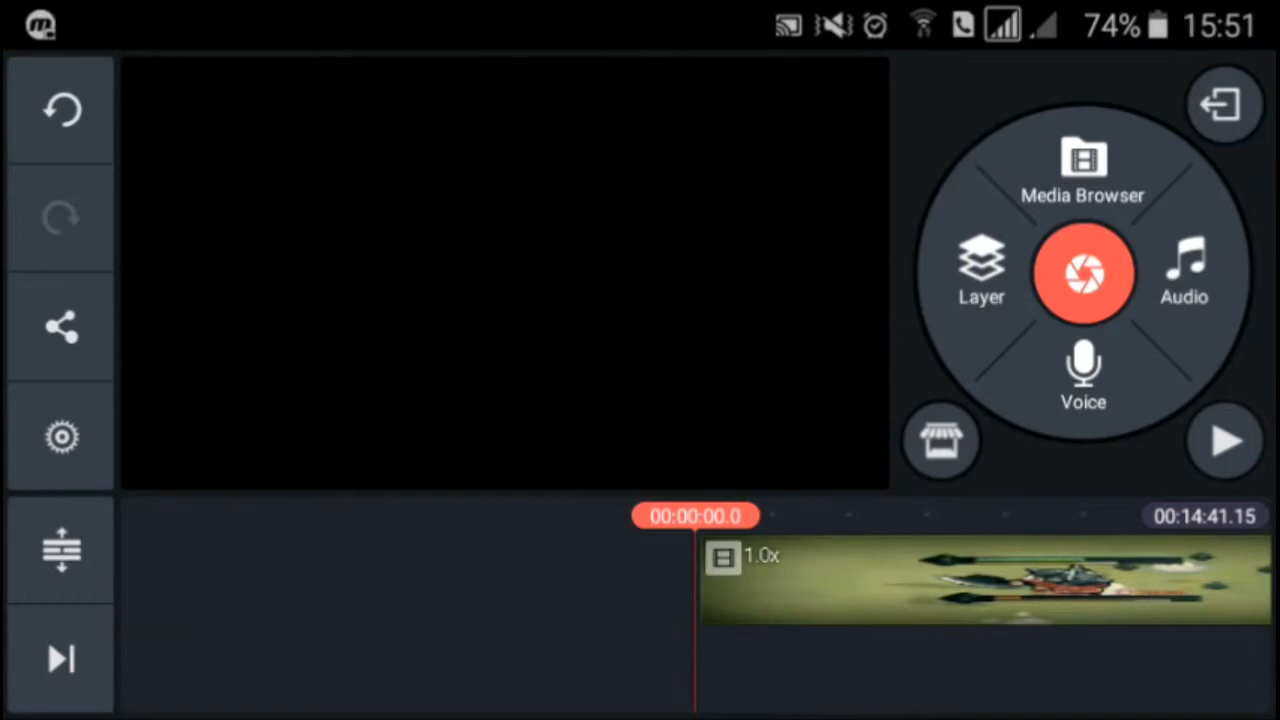 74% 15:51
Media Browser
Layer
Audio
Voice
00:00:00.0
00:14:41.15
1.0x